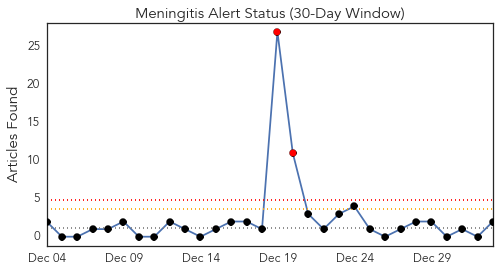 Meningitis Alert Status (30-Day Window)
Articles Found
25
20
15
10
5
0
Dec 04 Dec 09 Dec 14 Dec 19 Dec 24 Dec 29